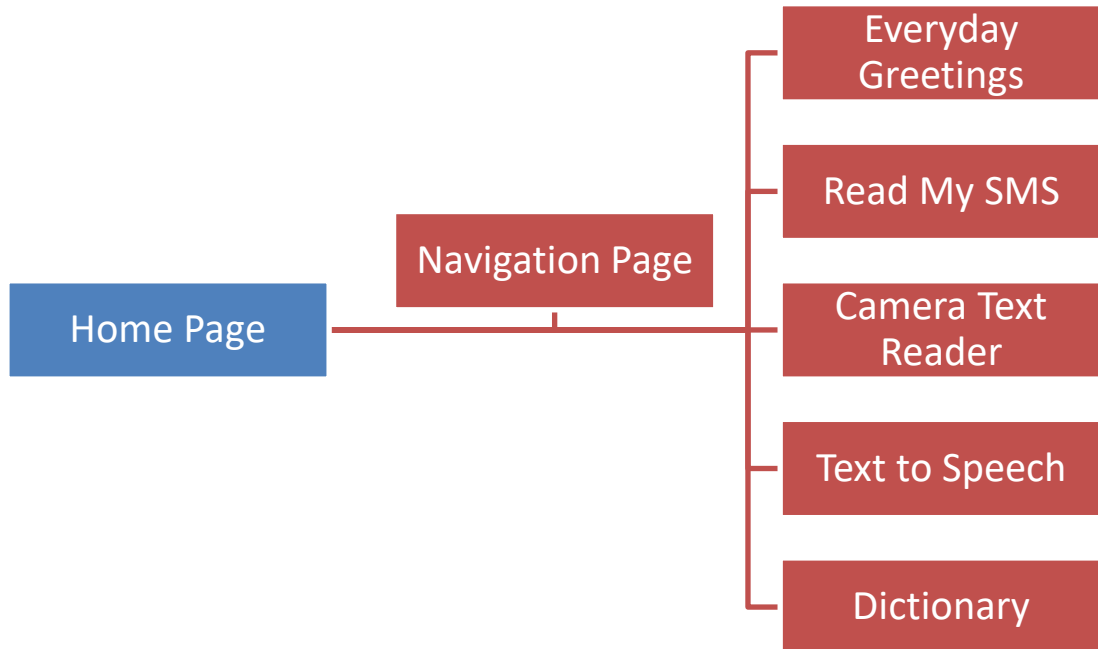 Home Page
Navigation Page
Everyday
Greetings
Read My SMS
Camera Text
Reader
Text to Speech
Dictionary